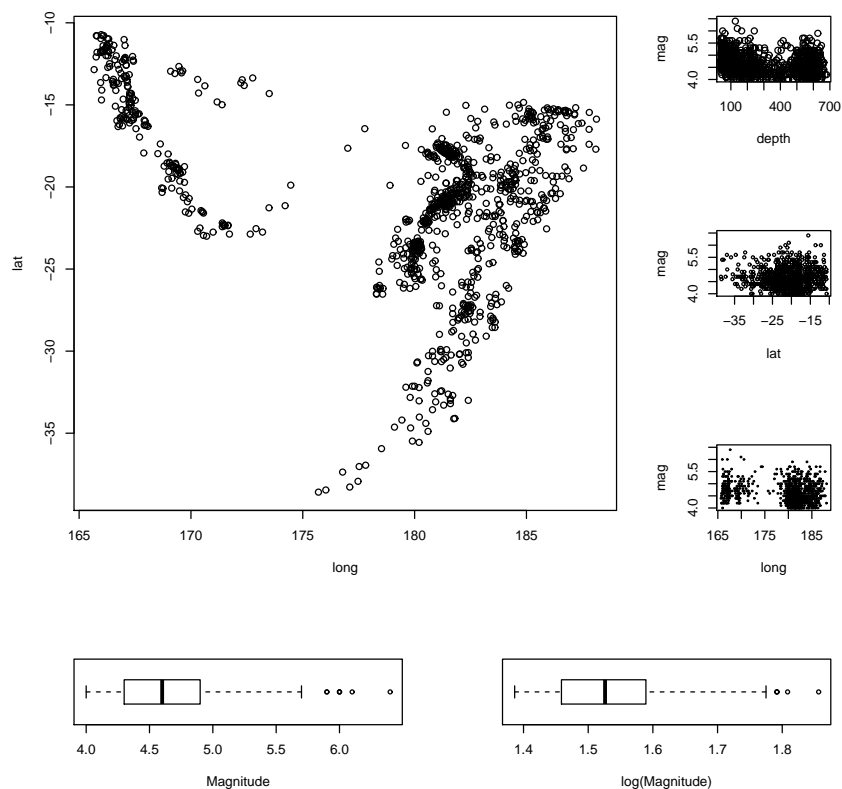 165 170 175 180 185
−35 −30 −25 −20 −15 −10
long
lat
100 400 700
4.0 5.5
depth
mag
−35 −25 −15
4.0 5.5
lat
mag
165 175 185
4.0 5.5
long
mag
4.0 4.5 5.0 5.5 6.0
Magnitude
1.4 1.5 1.6 1.7 1.8
log(Magnitude)